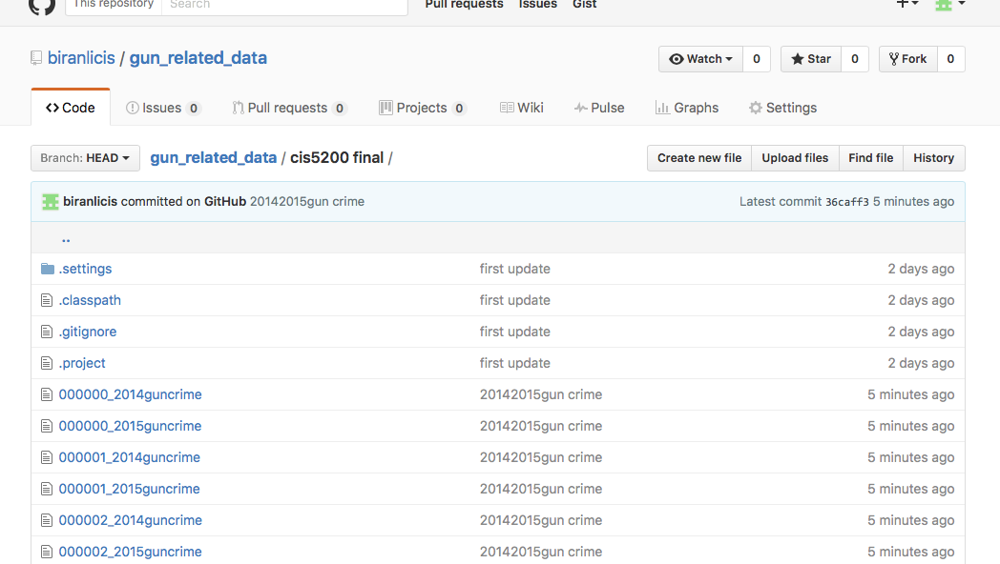 This repository Search Pull requests Issues Gist
biranlicis / gun_related_data Watch 0 Star 0 Fork 0
Code Issues 0 Pull requests 0 Projects 0 Wiki Pulse Graphs Settings
Branch: HEAD gun_related_data / cis5200 final / Create new file Upload files Find file History
biranlicis committed on GitHub 20142015gun crime Latest commit 36caff3 5 minutes ago
..
.settings first update 2 days ago
.classpath first update 2 days ago
.gitignore first update 2 days ago
.project first update 2 days ago
000000_2014guncrime 20142015gun crime 5 minutes ago
000000_2015guncrime 20142015gun crime 5 minutes ago
000001_2014guncrime 20142015gun crime 5 minutes ago
000001_2015guncrime 20142015gun crime 5 minutes ago
000002_2014guncrime 20142015gun crime 5 minutes ago
000002_2015guncrime 20142015gun crime 5 minutes ago